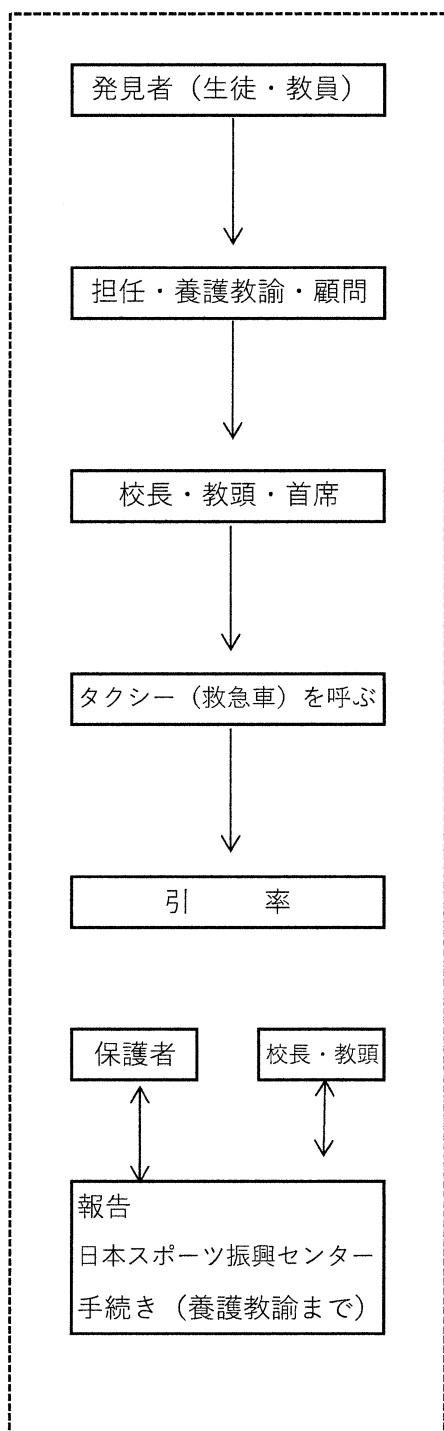 発見者（生徒・教員）
担任・養護教諭・顧問
校長・教頭・首席
タクシー（救急車）を呼ぶ
引　　率
保護者
校長・教頭
報告
日本スポーツ振興センター
手続き（養護教諭まで）